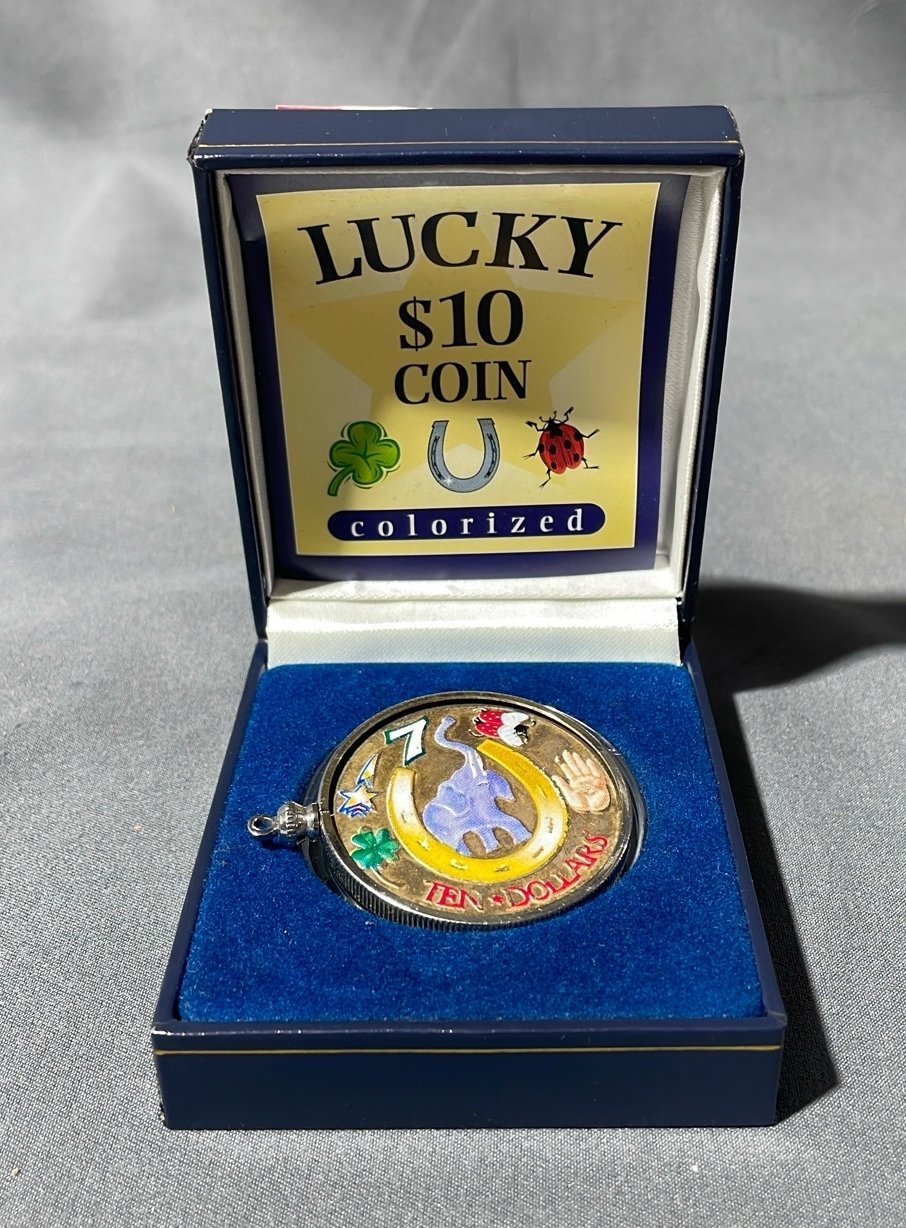 LUCKY
$10
COIN
colorized
7
TEN • DOLLARS